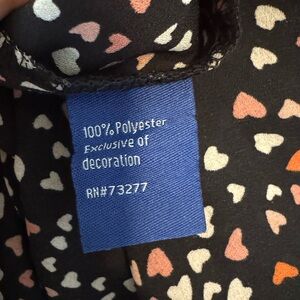 100% Polyester
Exclusive of
decoration
RN#73277